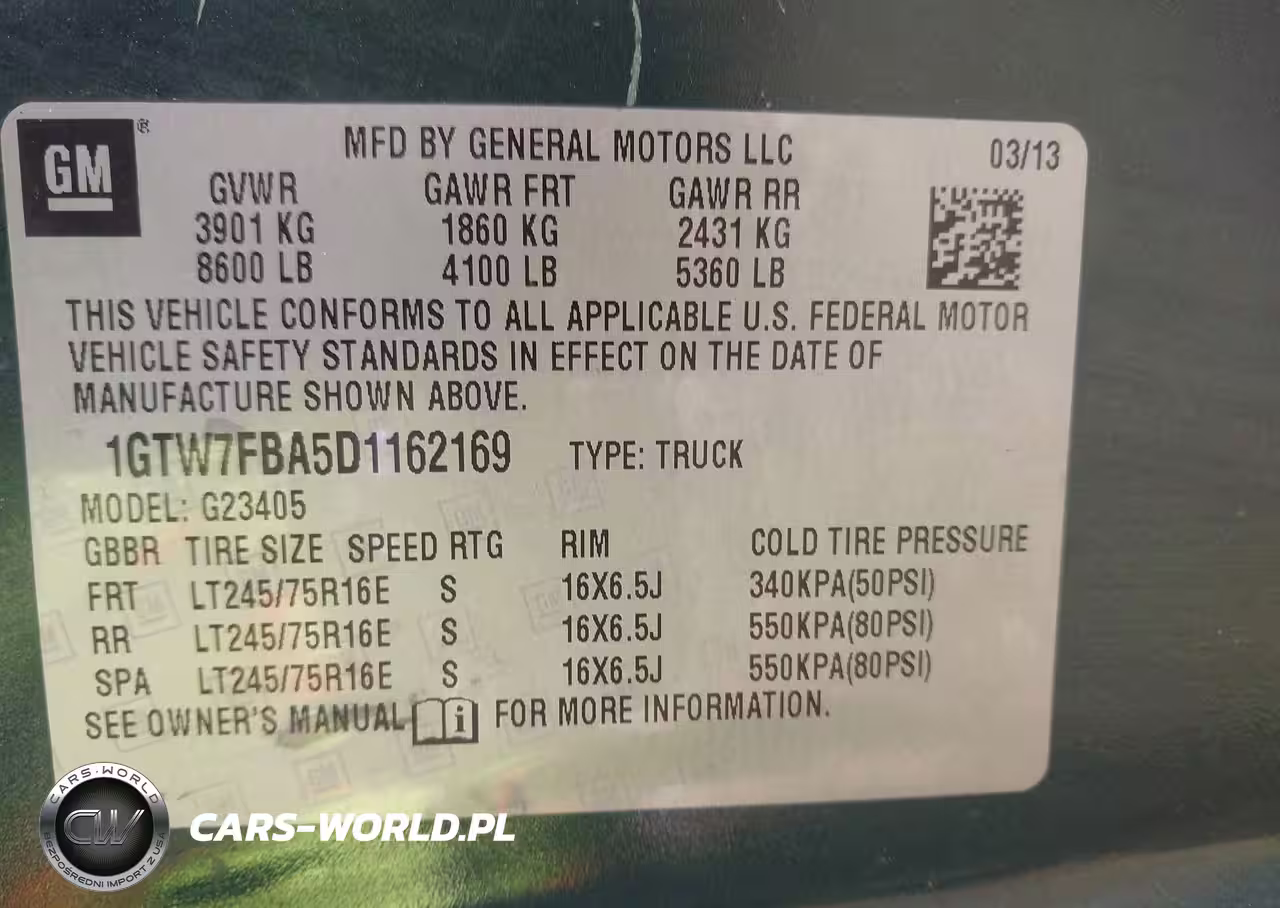 GM ®
MFD BY GENERAL MOTORS LLC 03/13
GVWR GAWR FRT GAWR RR
3901 KG 1860 KG 2431 KG
8600 LB 4100 LB 5360 LB
THIS VEHICLE CONFORMS TO ALL APPLICABLE U.S. FEDERAL MOTOR
VEHICLE SAFETY STANDARDS IN EFFECT ON THE DATE OF
MANUFACTURE SHOWN ABOVE.
1GTW7FBA5D1162169 TYPE: TRUCK
MODEL: G23405
GBBR TIRE SIZE SPEED RTG RIM COLD TIRE PRESSURE
FRT LT245/75R16E S 16X6.5J 340KPA(50PSI)
RR LT245/75R16E S 16X6.5J 550KPA(80PSI)
SPA LT245/75R16E S 16X6.5J 550KPA(80PSI)
SEE OWNER'S MANUAL i FOR MORE INFORMATION.
CARS-WORLD
CW
BEZPOŚREDNI IMPORT Z USA
CARS-WORLD.PL